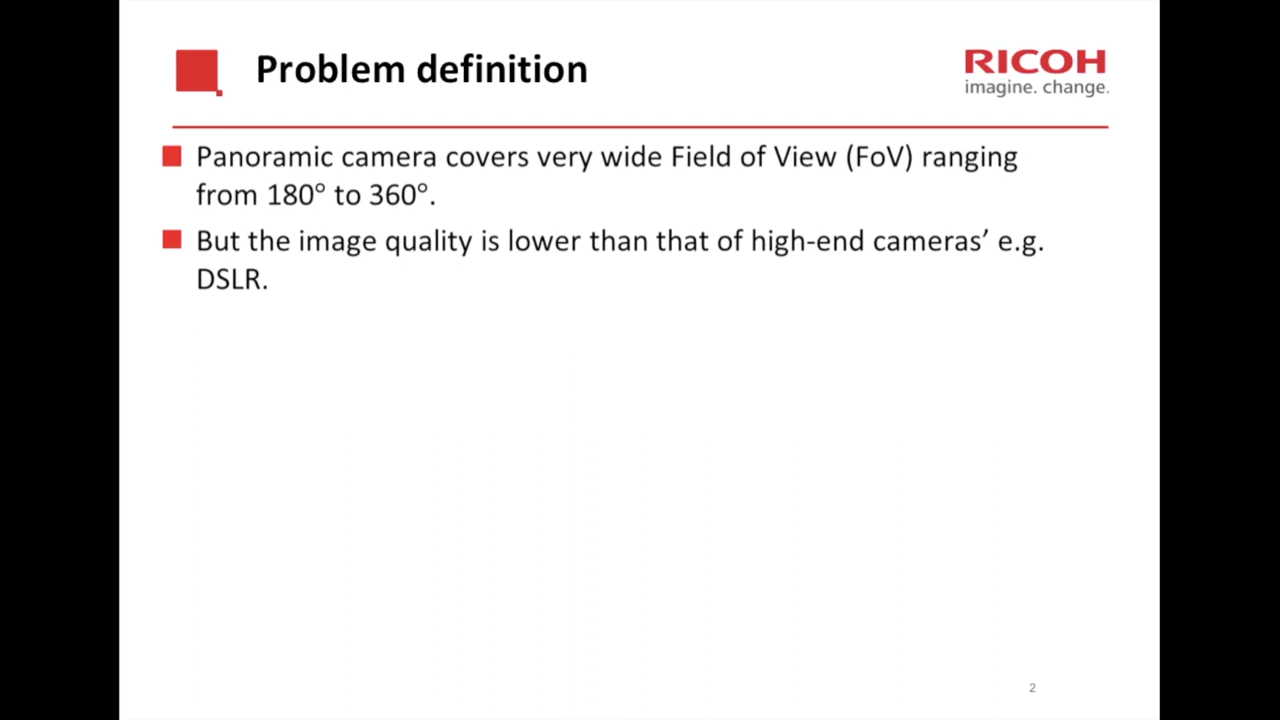 Problem definition
RICOH
imagine. change.
Panoramic camera covers very wide Field of View (FoV) ranging
from 180° to 360°.
But the image quality is lower than that of high-end cameras’ e.g.
DSLR.
2